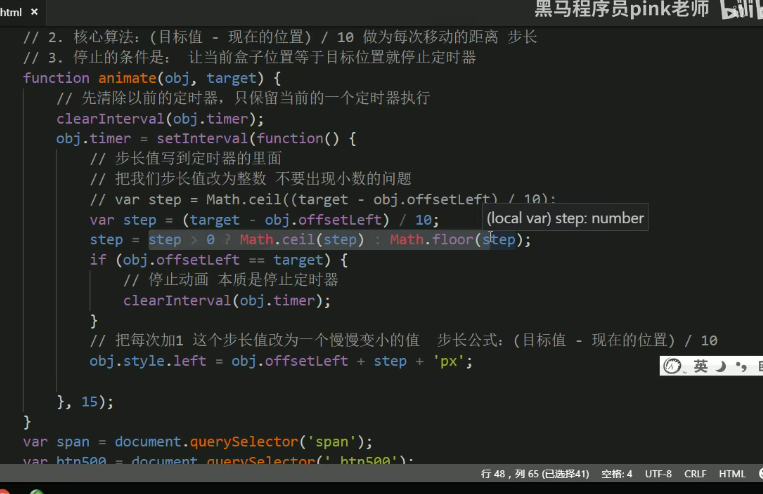 html ×
黑马程序员pink老师 bilibili
// 2. 核心算法: (目标值 - 现在的位置) / 10 做为每次移动的距离 步长
// 3. 停止的条件是: 让当前盒子位置等于目标位置就停止定时器
function animate(obj, target) {
// 先清除以前的定时器，只保留当前的一个定时器执行
clearInterval(obj.timer);
obj.timer = setInterval(function() {
// 步长值写到定时器的里面
// 把我们步长值改为整数 不要出现小数的问题
// var step = Math.ceil((target - obj.offsetLeft) / 10);
var step = (target - obj.offsetLeft) / 10;
(local var) step: number
step = step > 0 ? Math.ceil(step) : Math.floor(step);
if (obj.offsetLeft == target) {
// 停止动画 本质是停止定时器
clearInterval(obj.timer);
}
// 把每次加1 这个步长值改为一个慢慢变小的值 步长公式: (目标值 - 现在的位置) / 10
obj.style.left = obj.offsetLeft + step + 'px';
英
}, 15);
}
var span = document.querySelector('span');
var btn500 = document.querySelector('.btn500');
行 48，列 65 (已选择41) 空格: 4 UTF-8 CRLF HTML